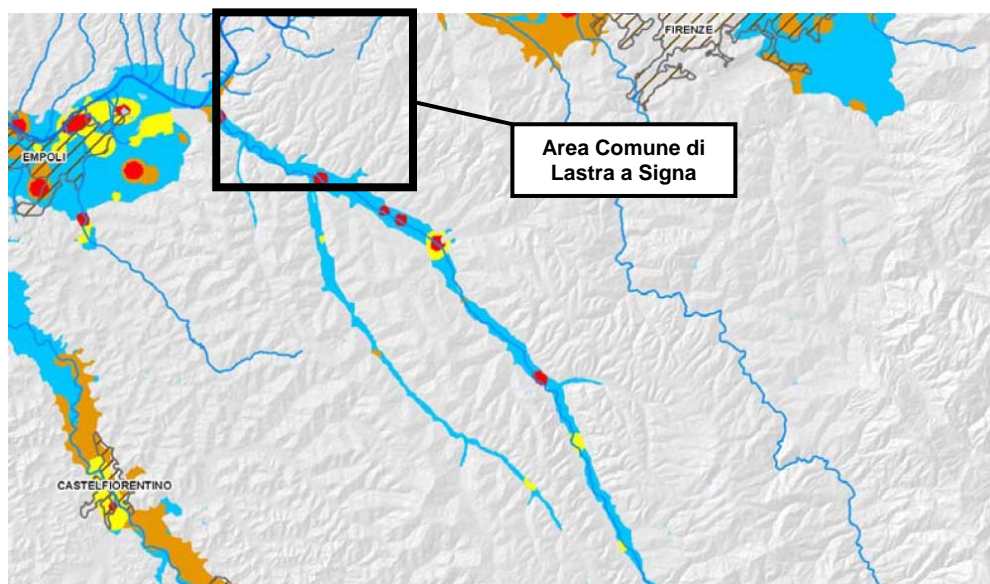 FIRENZE
Area Comune di
Lastra a Signa
EMPOLI
CASTELFIORENTINO